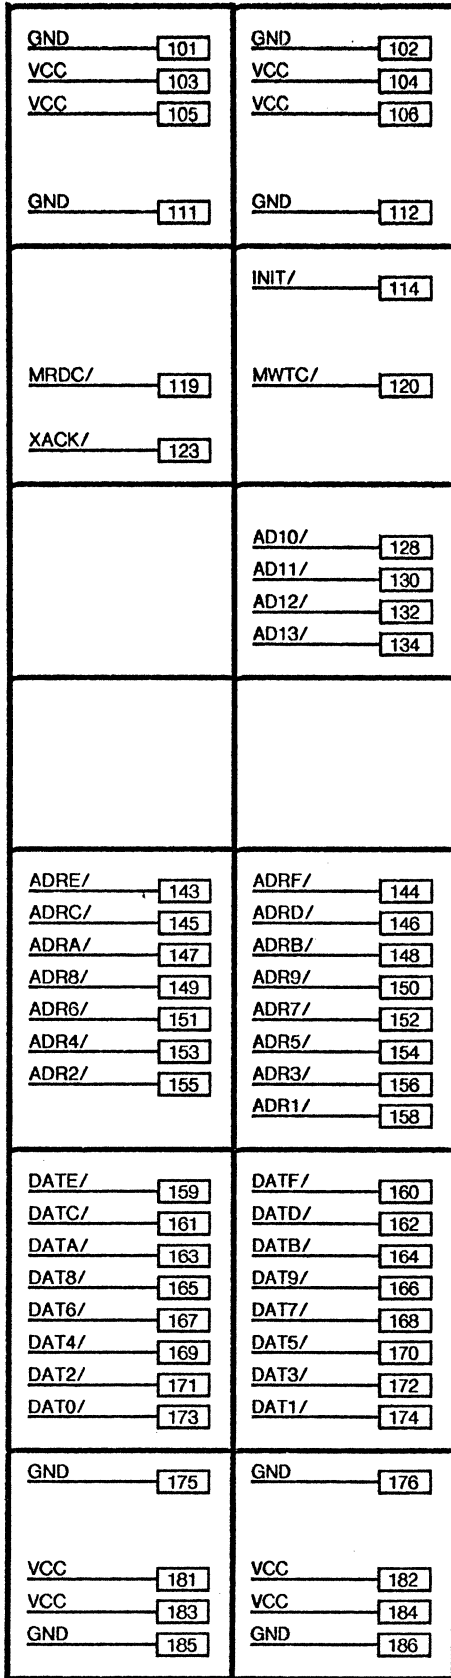 GND 101 GND 102
VCC 103 VCC 104
VCC 105 VCC 106
GND 111 GND 112
INIT/ 114
MRDC/ 119 MWTC/ 120
XACK/ 123
AD10/ 128
AD11/ 130
AD12/ 132
AD13/ 134
ADRE/ 143 ADRF/ 144
ADRC/ 145 ADRD/ 146
ADRA/ 147 ADRB/ 148
ADR8/ 149 ADR9/ 150
ADR6/ 151 ADR7/ 152
ADR4/ 153 ADR5/ 154
ADR2/ 155 ADR3/ 156
ADR1/ 158
DATE/ 159 DATF/ 160
DATC/ 161 DATD/ 162
DATA/ 163 DATB/ 164
DAT8/ 165 DAT9/ 166
DAT6/ 167 DAT7/ 168
DAT4/ 169 DAT5/ 170
DAT2/ 171 DAT3/ 172
DAT0/ 173 DAT1/ 174
GND 175 GND 176
VCC 181 VCC 182
VCC 183 VCC 184
GND 185 GND 186